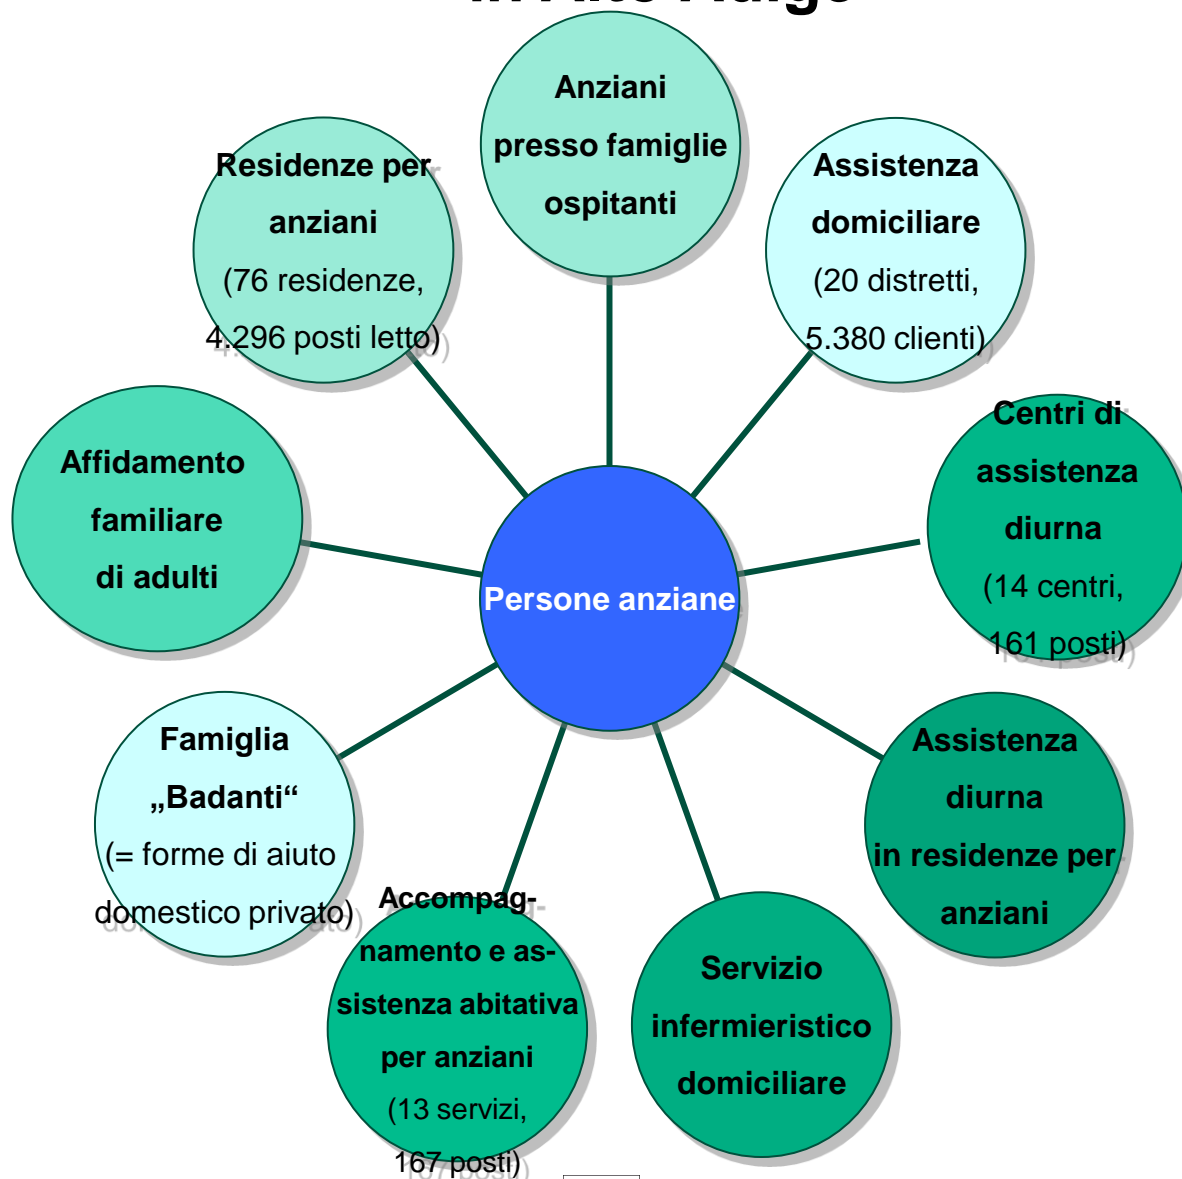 in Alto Adige
Anziani
presso famiglie
ospitanti
Residenze per
anziani
(76 residenze,
4.296 posti letto)
Assistenza
domiciliare
(20 distretti,
5.380 clienti)
Affidamento
familiare
di adulti
Centri di
assistenza
diurna
(14 centri,
161 posti)
Persone anziane
Famiglia
„Badanti“
(= forme di aiuto
domestico privato)
Assistenza
diurna
in residenze per
anziani
Accompag-
namento e as-
sistenza abitativa
per anziani
(13 servizi,
167 posti)
Servizio
infermieristico
domiciliare